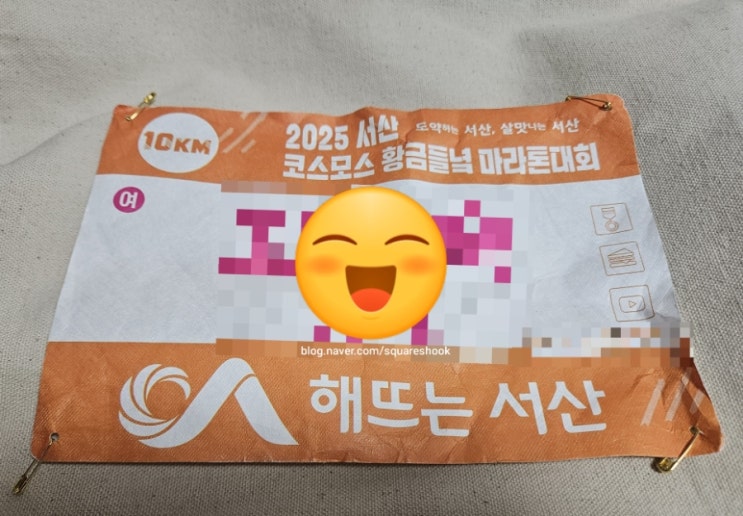 10KM
2025 서산 도약하는 서산, 살맛나는 서산
코스모스 황금들녘 마라톤대회
여
blog.naver.com/squareshook
해뜨는 서산